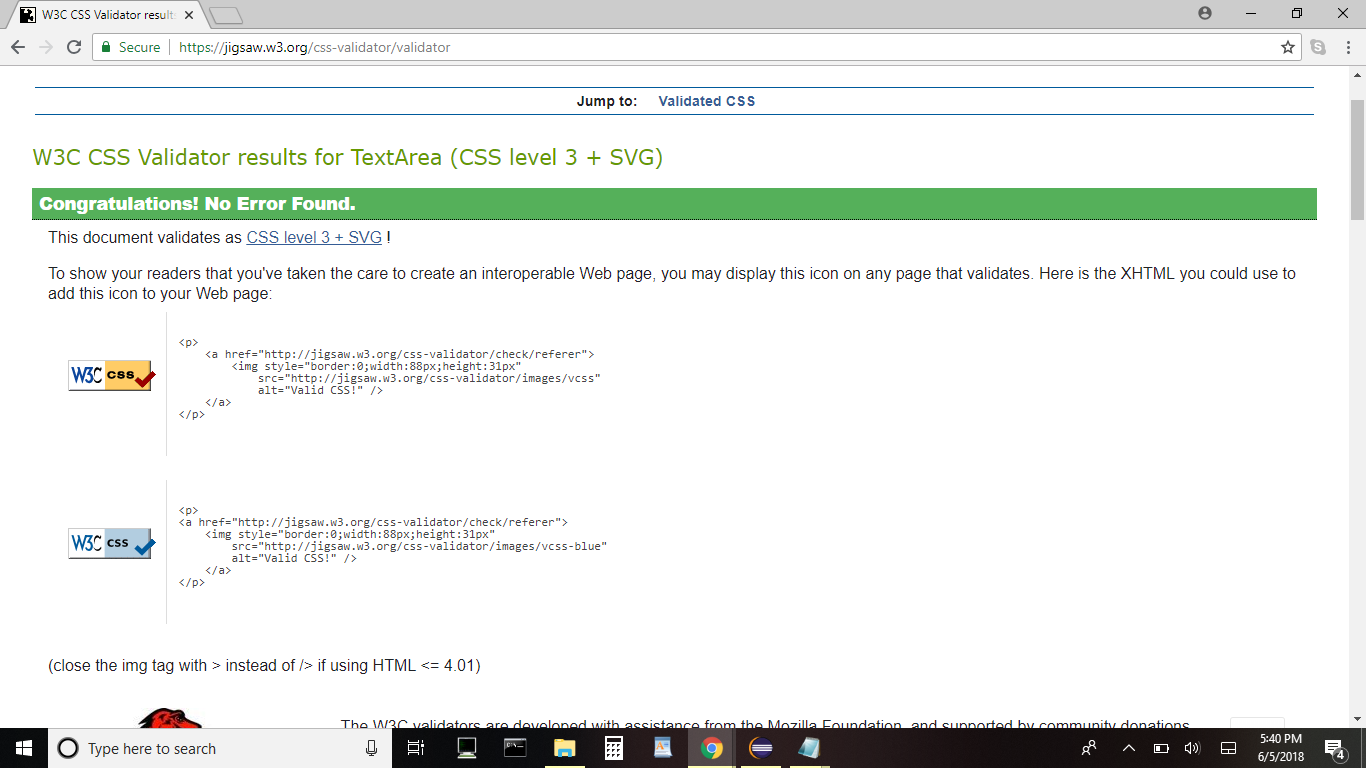 W3C CSS Validator result
Secure https://jigsaw.w3.org/css-validator/validator
Jump to: Validated CSS
W3C CSS Validator results for TextArea (CSS level 3 + SVG)
Congratulations! No Error Found.
This document validates as CSS level 3 + SVG !
To show your readers that you've taken the care to create an interoperable Web page, you may display this icon on any page that validates. Here is the XHTML you could use to
add this icon to your Web page:
<p>
<a href="http://jigsaw.w3.org/css-validator/check/referer">
<img style="border:0;width:88px;height:31px"
W3C css
src="http://jigsaw.w3.org/css-validator/images/vcss"
alt="Valid CSS!" />
</a>
</p>
<p>
<a href="http://jigsaw.w3.org/css-validator/check/referer">
<img style="border:0;width:88px;height:31px"
W3C css
src="http://jigsaw.w3.org/css-validator/images/vcss-blue"
alt="Valid CSS!" />
</a>
</p>
(close the img tag with > instead of /> if using HTML <= 4.01)
The W3C validators are developed with assistance from the Mozilla Foundation, and supported by community donations.
Type here to search
5:40 PM
6/5/2018
4